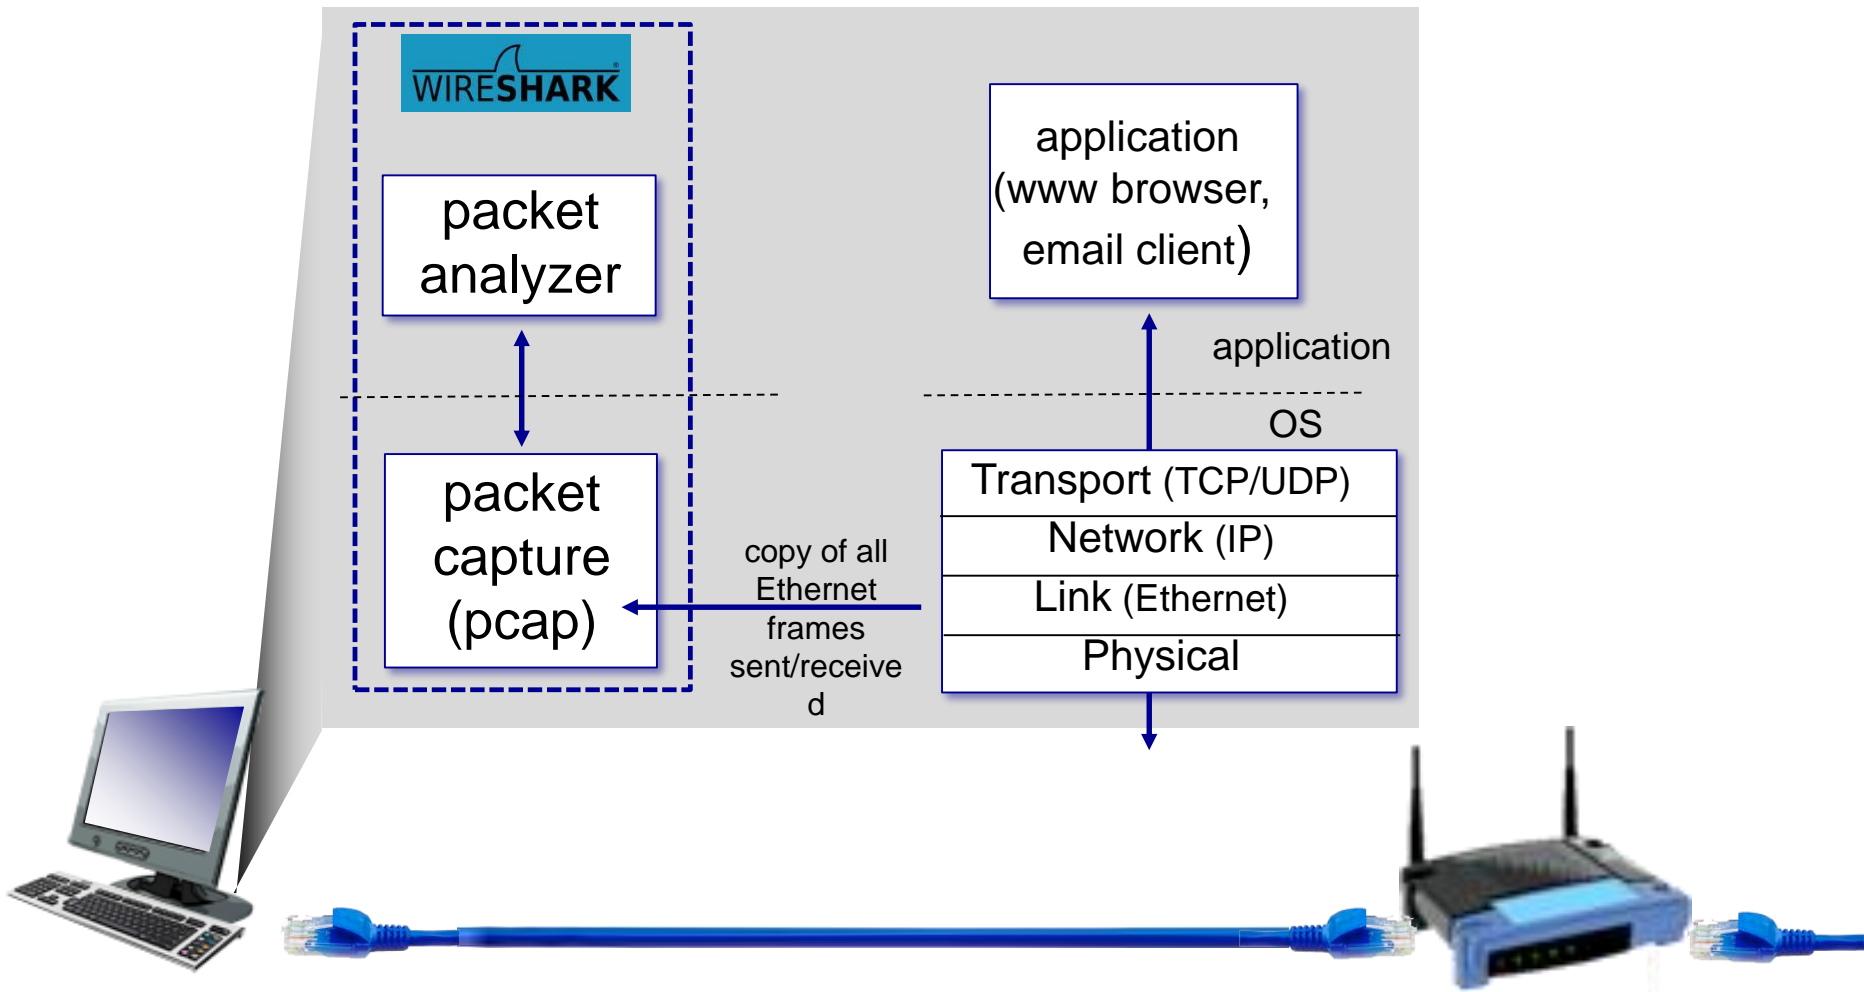 WIRESHARK
®
packet
analyzer
application
(www browser,
email client)
application
OS
packet
capture
(pcap)
copy of all
Ethernet
frames
sent/receive
d
Transport (TCP/UDP)
Network (IP)
Link (Ethernet)
Physical